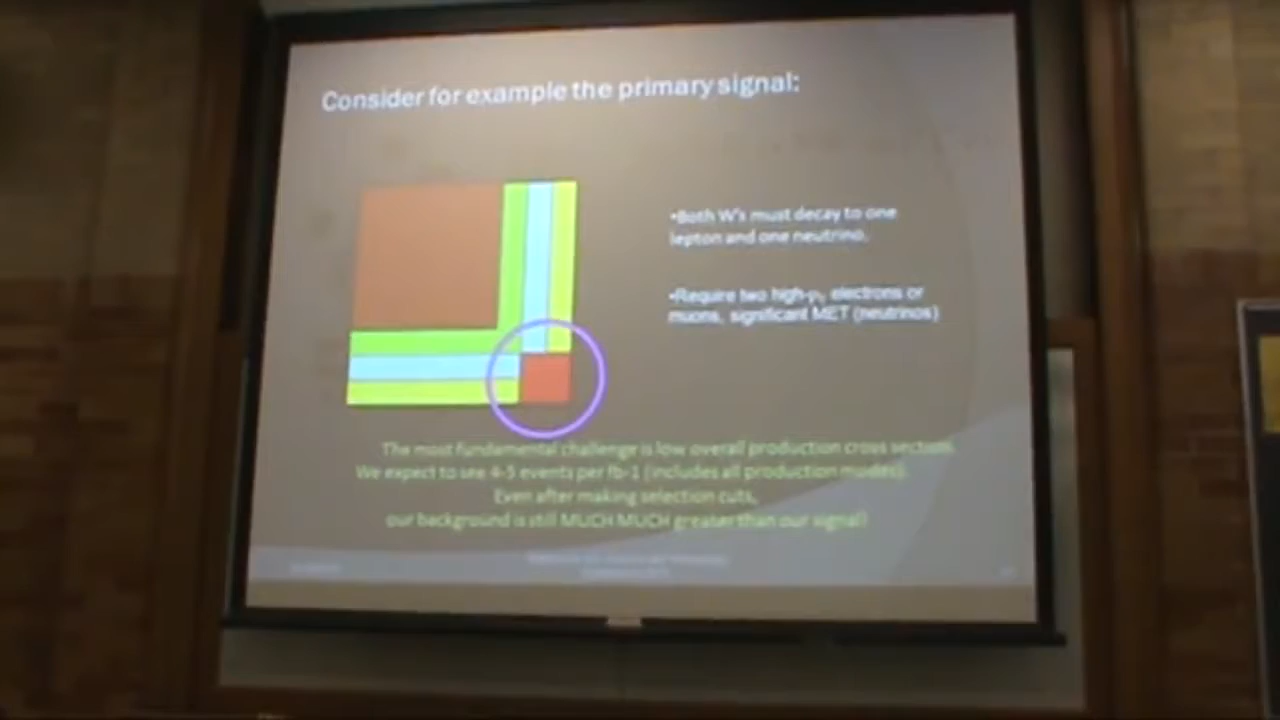 Consider for example the primary signal:
•Both W's must decay to one
lepton and one neutrino.
•Require two high-pT electrons or
muons, significant MET (neutrinos)
The most fundamental challenge is low overall production cross section.
We expect to see 4-5 events per fb-1 (includes all production modes).
Even after making selection cuts,
our background is still MUCH MUCH greater than our signal!